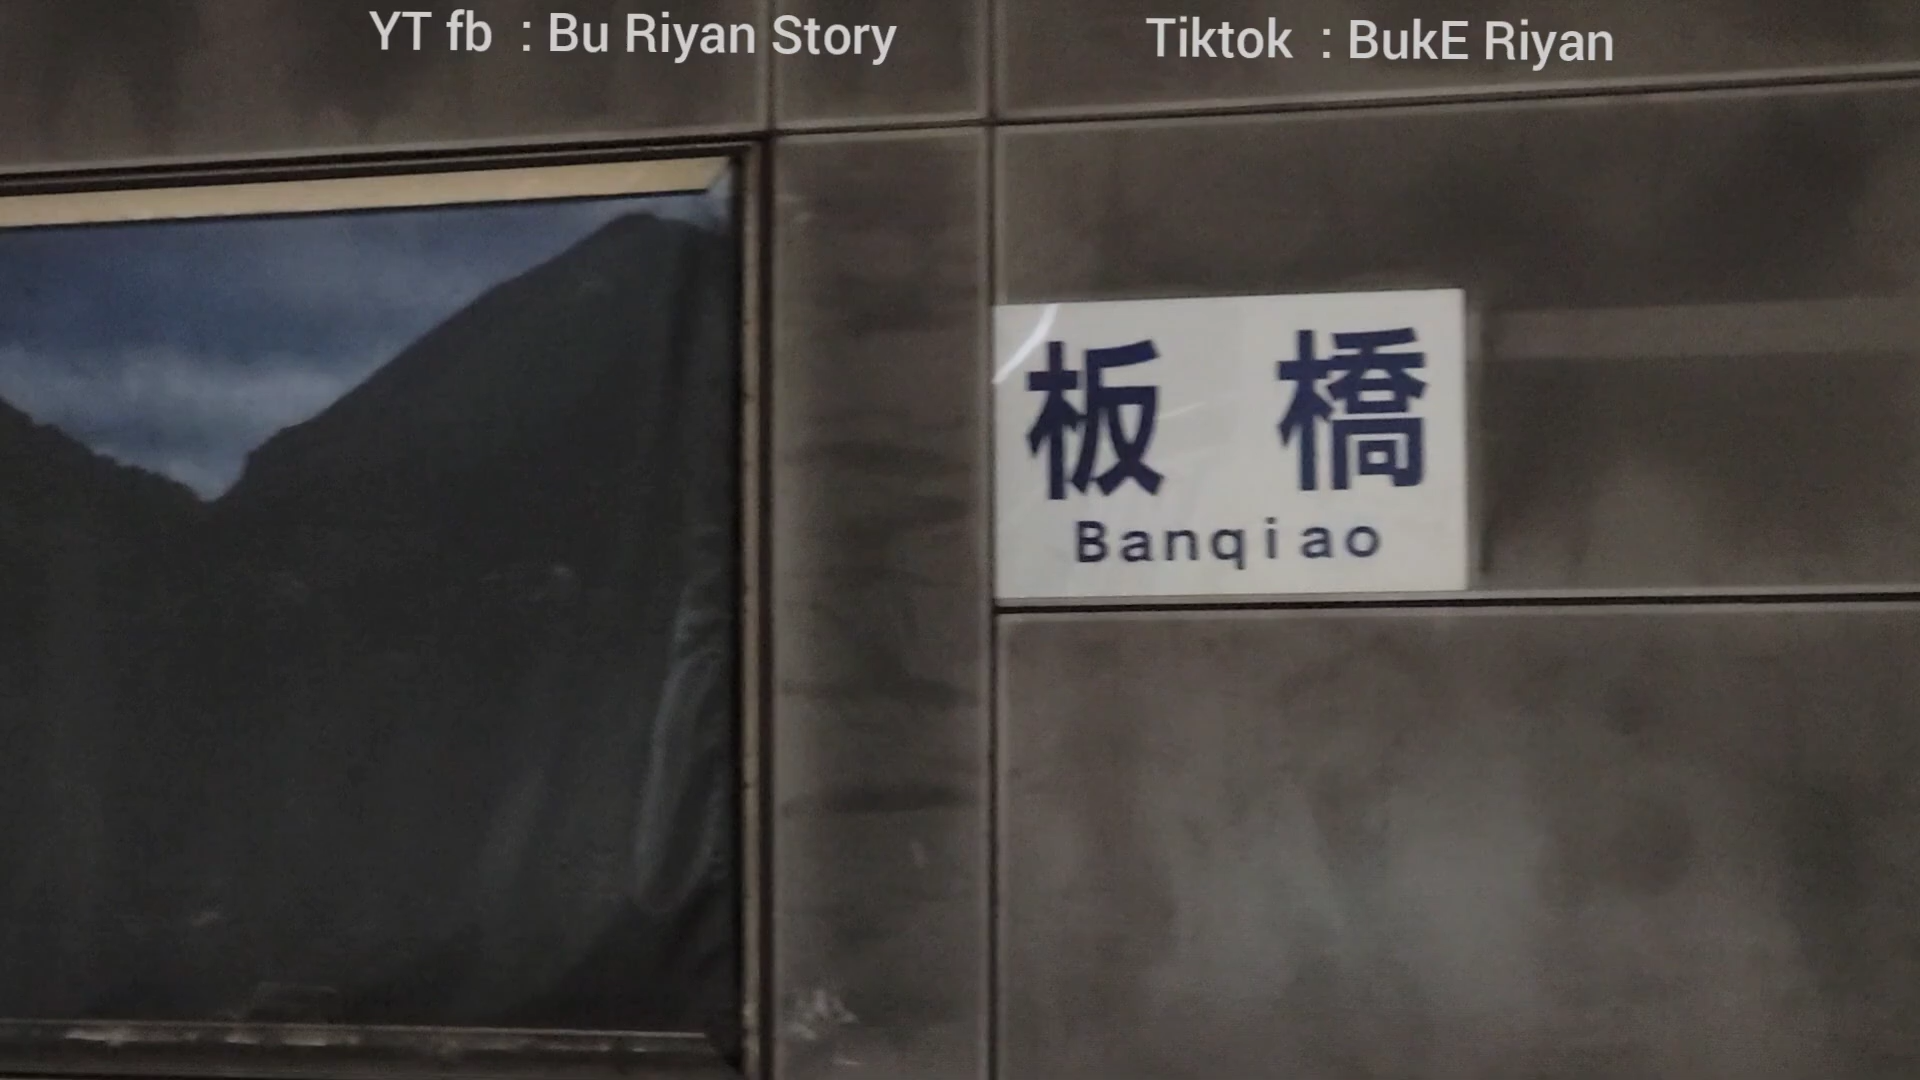 YT fb : Bu Riyan Story
Tiktok : BukE Riyan
板橋
Banqiao